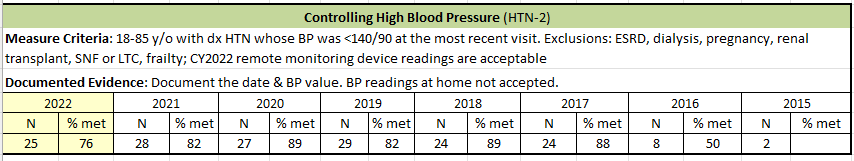 Controlling High Blood Pressure (HTN-2)
Measure Criteria: 18-85 y/o with dx HTN whose BP was <140/90 at the most recent visit. Exclusions: ESRD, dialysis, pregnancy, renal
transplant, SNF or LTC, frailty; CY2022 remote monitoring device readings are acceptable
Documented Evidence: Document the date & BP value. BP readings at home not accepted.
2022 2021 2020 2019 2018 2017 2016 2015
N % met N % met N % met N % met N % met N % met N % met N % met
25 76 28 82 27 89 29 82 24 89 24 88 8 50 2